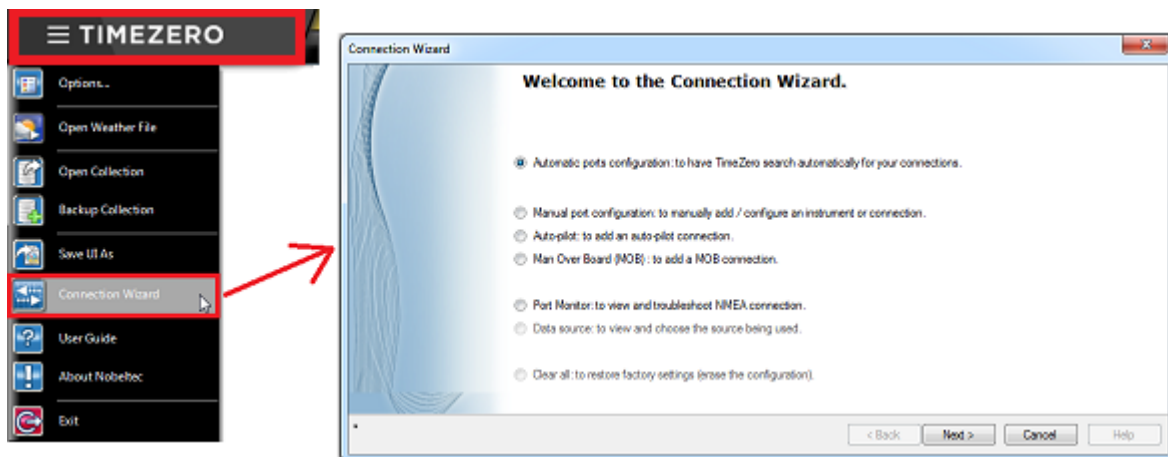 TIMEZERO
Options...
Open Weather File
Open Collection
Backup Collection
Save UI As
Connection Wizard
User Guide
About Nobeltec
Exit
Connection Wizard
Welcome to the Connection Wizard.
Automatic ports configuration: to have TimeZero search automatically for your connections.
Manual port configuration: to manually add / configure an instrument or connection.
Auto-pilot: to add an auto-pilot connection.
Man Over Board (MOB) : to add a MOB connection.
Port Monitor: to view and troubleshoot NMEA connection.
Data source: to view and choose the source being used.
Clear all: to restore factory settings (erase the configuration).
< Back Next > Cancel Help